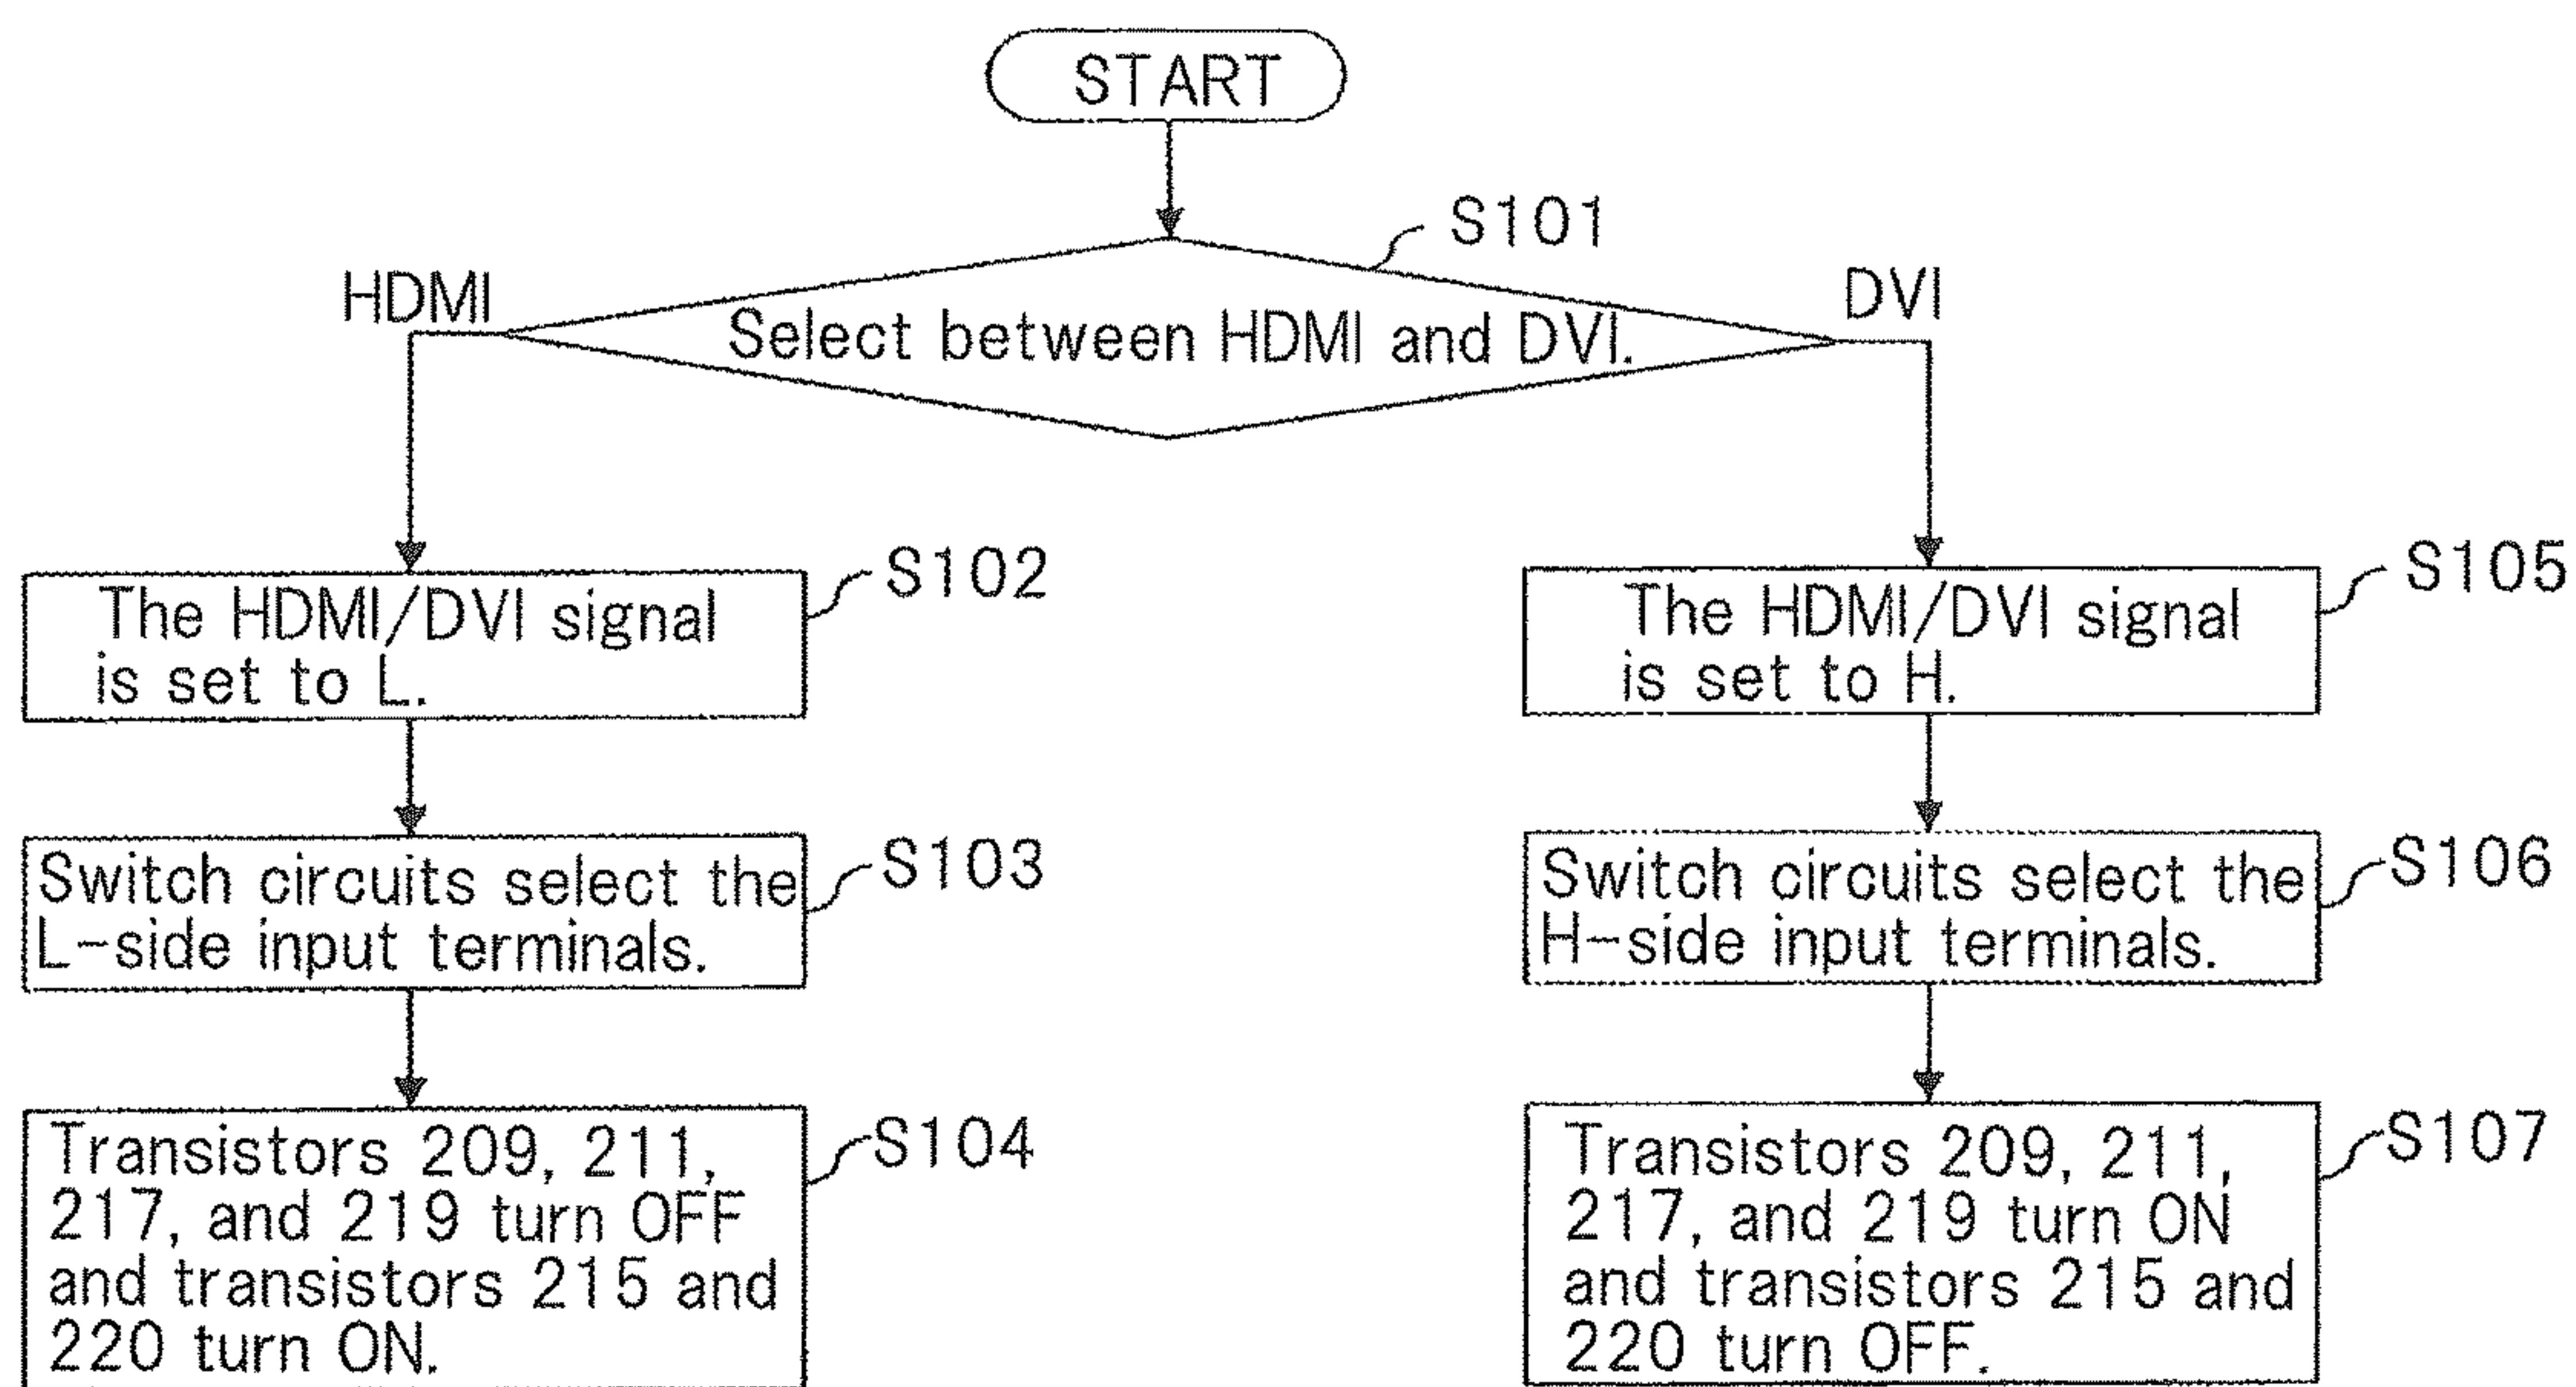 START
S101
HDMI
DVI
Select between HDMI and DVI.
S102
The HDMI/DVI signal
is set to L.
S103
Switch circuits select the
L-side input terminals.
S104
Transistors 209, 211,
217, and 219 turn OFF
and transistors 215 and
220 turn ON.
S105
The HDMI/DVI signal
is set to H.
S106
Switch circuits select the
H-side input terminals.
S107
Transistors 209, 211,
217, and 219 turn ON
and transistors 215 and
220 turn OFF.